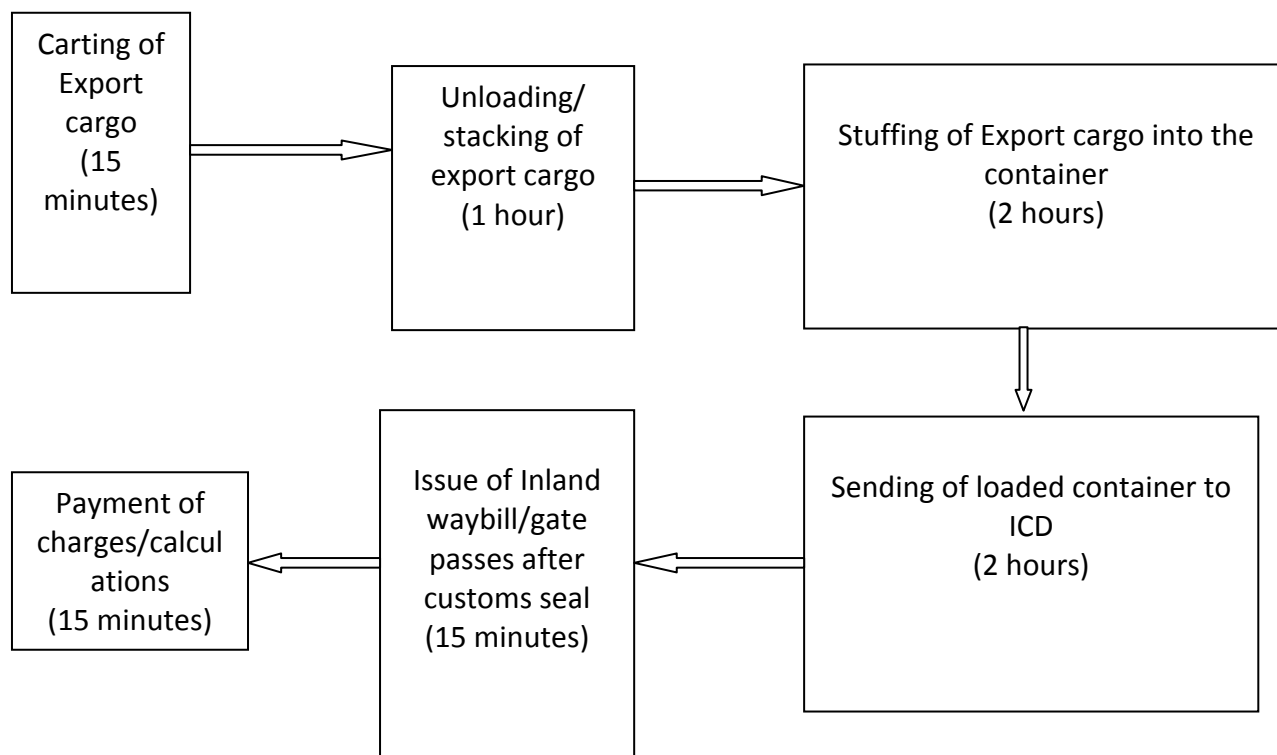 Carting of
Export
cargo
(15
minutes)
Unloading/
stacking of
export cargo
(1 hour)
Stuffing of Export cargo into the
container
(2 hours)
Sending of loaded container to
ICD
(2 hours)
Issue of Inland
waybill/gate
passes after
customs seal
(15 minutes)
Payment of
charges/calcul
ations
(15 minutes)